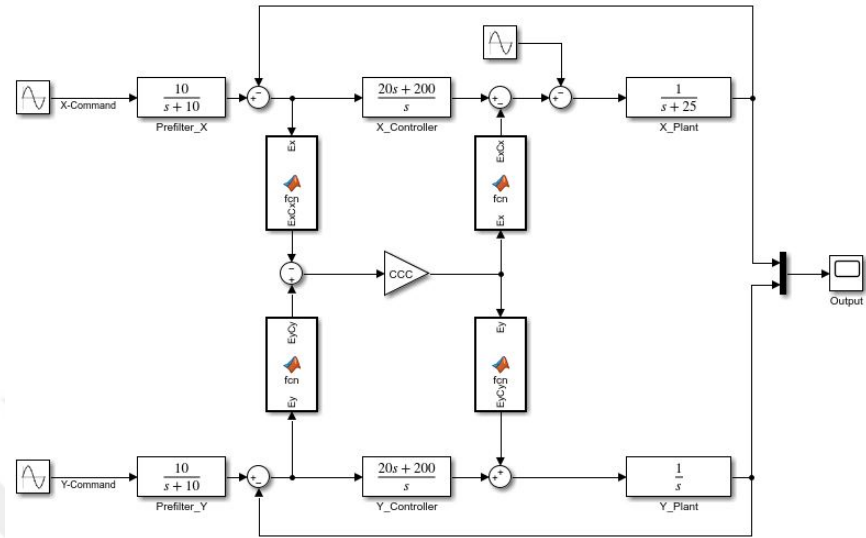 X-Command
10
s + 10
Prefilter_X
20s + 200
s
X_Controller
1
s + 25
X_Plant
Ex
fcn
ExCx
ExCx
fcn
Ex
CCC
Output
EyCy
fcn
Ey
Ey
fcn
EyCy
Y-Command
10
s + 10
Prefilter_Y
20s + 200
s
Y_Controller
1
s
Y_Plant